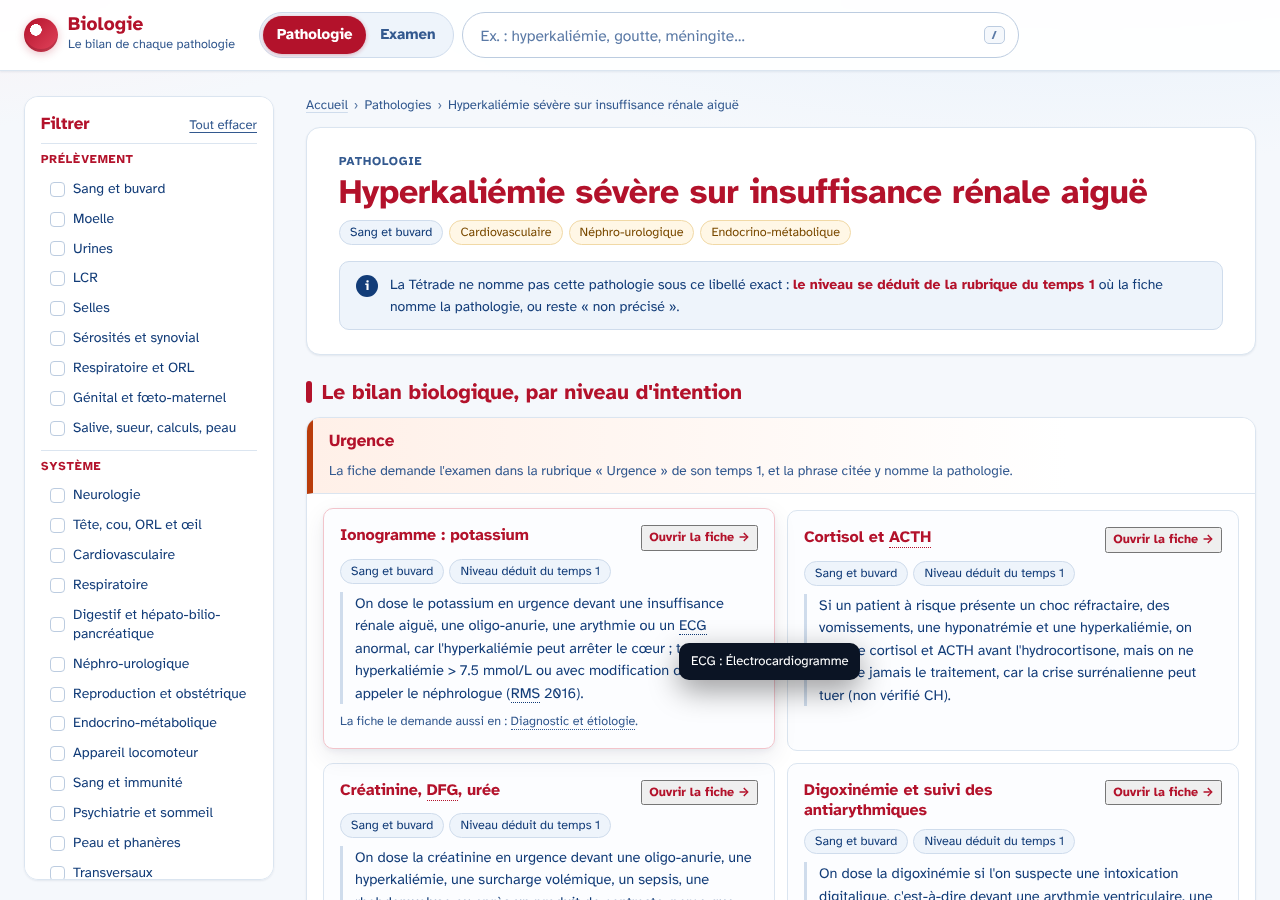 Biologie
Le bilan de chaque pathologie
Pathologie
Examen
Ex. : hyperkaliémie, goutte, méningite…
/
Filtrer
Tout effacer
PRÉLÈVEMENT
Sang et buvard
Moelle
Urines
LCR
Selles
Sérosités et synovial
Respiratoire et ORL
Génital et fœto-maternel
Salive, sueur, calculs, peau
SYSTÈME
Neurologie
Tête, cou, ORL et œil
Cardiovasculaire
Respiratoire
Digestif et hépato-bilio-
pancréatique
Néphro-urologique
Reproduction et obstétrique
Endocrino-métabolique
Appareil locomoteur
Sang et immunité
Psychiatrie et sommeil
Peau et phanères
Transversaux
Accueil › Pathologies › Hyperkaliémie sévère sur insuffisance rénale aiguë
PATHOLOGIE
Hyperkaliémie sévère sur insuffisance rénale aiguë
Sang et buvard
Cardiovasculaire
Néphro-urologique
Endocrino-métabolique
i
La Tétrade ne nomme pas cette pathologie sous ce libellé exact : le niveau se déduit de la rubrique du temps 1 où la fiche
nomme la pathologie, ou reste « non précisé ».
Le bilan biologique, par niveau d'intention
Urgence
La fiche demande l'examen dans la rubrique « Urgence » de son temps 1, et la phrase citée y nomme la pathologie.
Ionogramme : potassium
Ouvrir la fiche →
Sang et buvard
Niveau déduit du temps 1
On dose le potassium en urgence devant une insuffisance
rénale aiguë, une oligo-anurie, une arythmie ou un ECG
anormal, car l'hyperkaliémie peut arrêter le cœur ;
hyperkaliémie > 7.5 mmol/L ou avec modification
appeler le néphrologue (RMS 2016).
La fiche le demande aussi en : Diagnostic et étiologie.
ECG : Électrocardiogramme
Cortisol et ACTH
Ouvrir la fiche →
Sang et buvard
Niveau déduit du temps 1
Si un patient à risque présente un choc réfractaire, des
vomissements, une hyponatrémie et une hyperkaliémie, on
cortisol et ACTH avant l'hydrocortisone, mais on ne
jamais le traitement, car la crise surrénalienne peut
tuer (non vérifié CH).
Créatinine, DFG, urée
Ouvrir la fiche →
Sang et buvard
Niveau déduit du temps 1
On dose la créatinine en urgence devant une oligo-anurie, une
hyperkaliémie, une surcharge volémique, un sepsis, une
Digoxinémie et suivi des
antiarythmiques
Ouvrir la fiche →
Sang et buvard
Niveau déduit du temps 1
On dose la digoxinémie si l'on suspecte une intoxication
digitalique, c'est-à-dire devant une arythmie ventriculaire, une